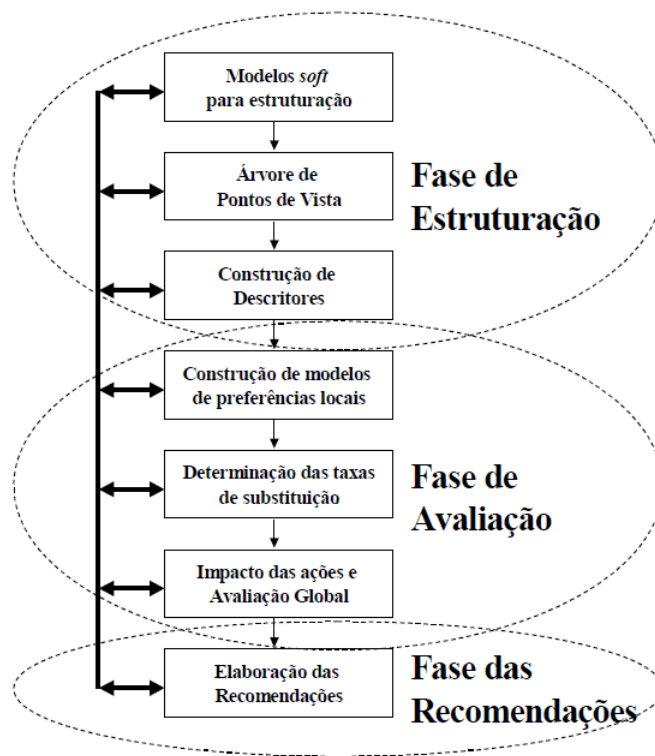 Modelos soft
para estruturação
Árvore de
Pontos de Vista
Fase de
Estruturação
Construção de
Descritores
Construção de modelos
de preferências locais
Determinação das taxas
de substituição
Fase de
Avaliação
Impacto das ações e
Avaliação Global
Elaboração das
Recomendações
Fase das
Recomendações